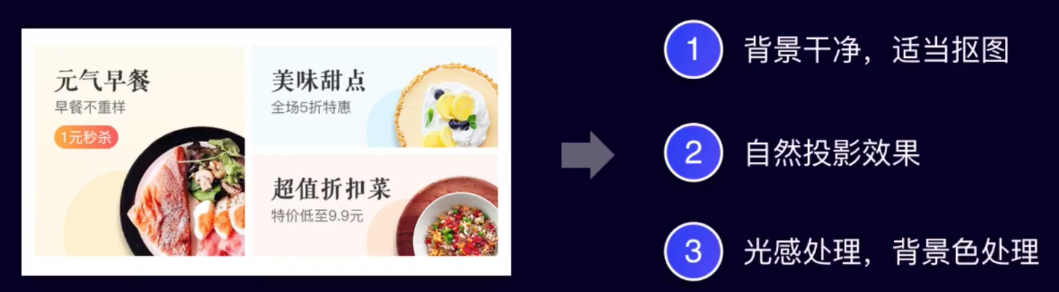 元气早餐
早餐不重样
1元秒杀
美味甜点
全场5折特惠
超值折扣菜
特价低至9.9元
1 背景干净，适当抠图
2 自然投影效果
3 光感处理，背景色处理